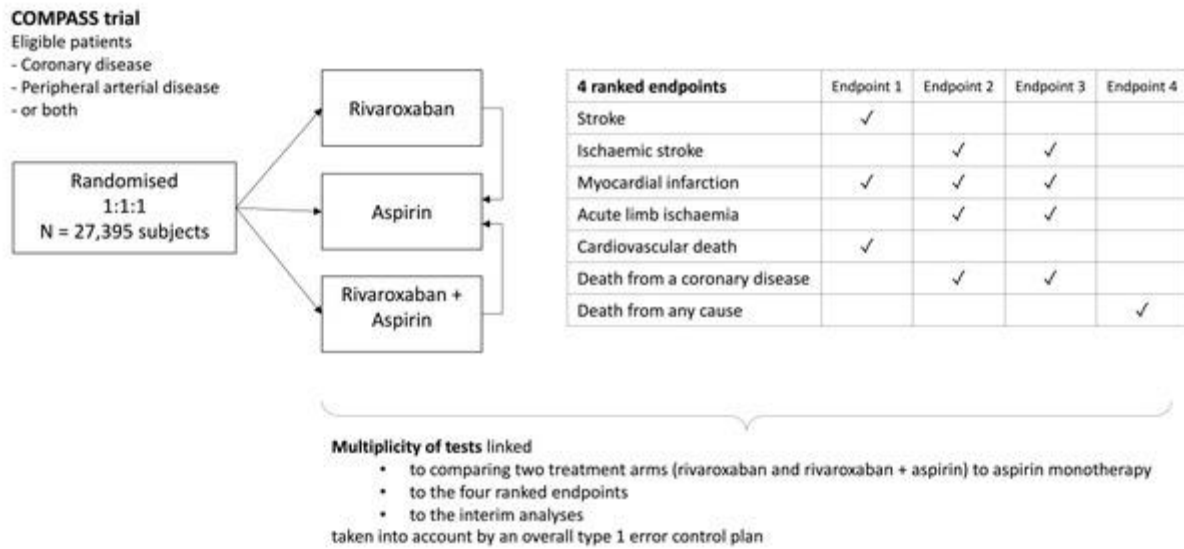 COMPASS trial
Eligible patients
- Coronary disease
- Peripheral arterial disease
- or both
Randomised
1:1:1
N = 27,395 subjects
Rivaroxaban
Aspirin
Rivaroxaban +
Aspirin
4 ranked endpoints Endpoint 1 Endpoint 2 Endpoint 3 Endpoint 4
Stroke ✓
Ischaemic stroke ✓ ✓
Myocardial infarction ✓ ✓ ✓
Acute limb ischaemia ✓ ✓
Cardiovascular death ✓
Death from a coronary disease ✓ ✓
Death from any cause ✓
Multiplicity of tests linked
• to comparing two treatment arms (rivaroxaban and rivaroxaban + aspirin) to aspirin monotherapy
• to the four ranked endpoints
• to the interim analyses
taken into account by an overall type 1 error control plan